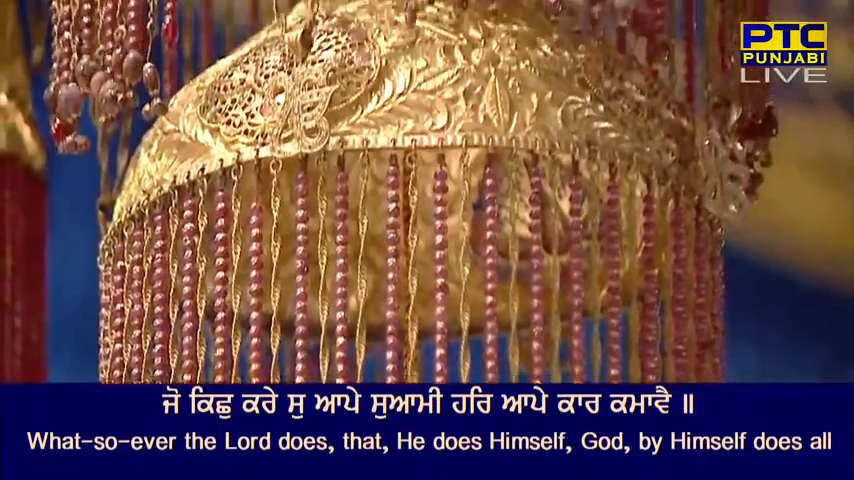 PTC
PUNJABI
LIVE
ਜੋ ਕਿਛੁ ਕਰੇ ਸੁ ਆਪੇ ਸੁਆਮੀ ਹਰਿ ਆਪੇ ਕਾਰ ਕਮਾਵੈ ॥
What-so-ever the Lord does, that, He does Himself, God, by Himself does all